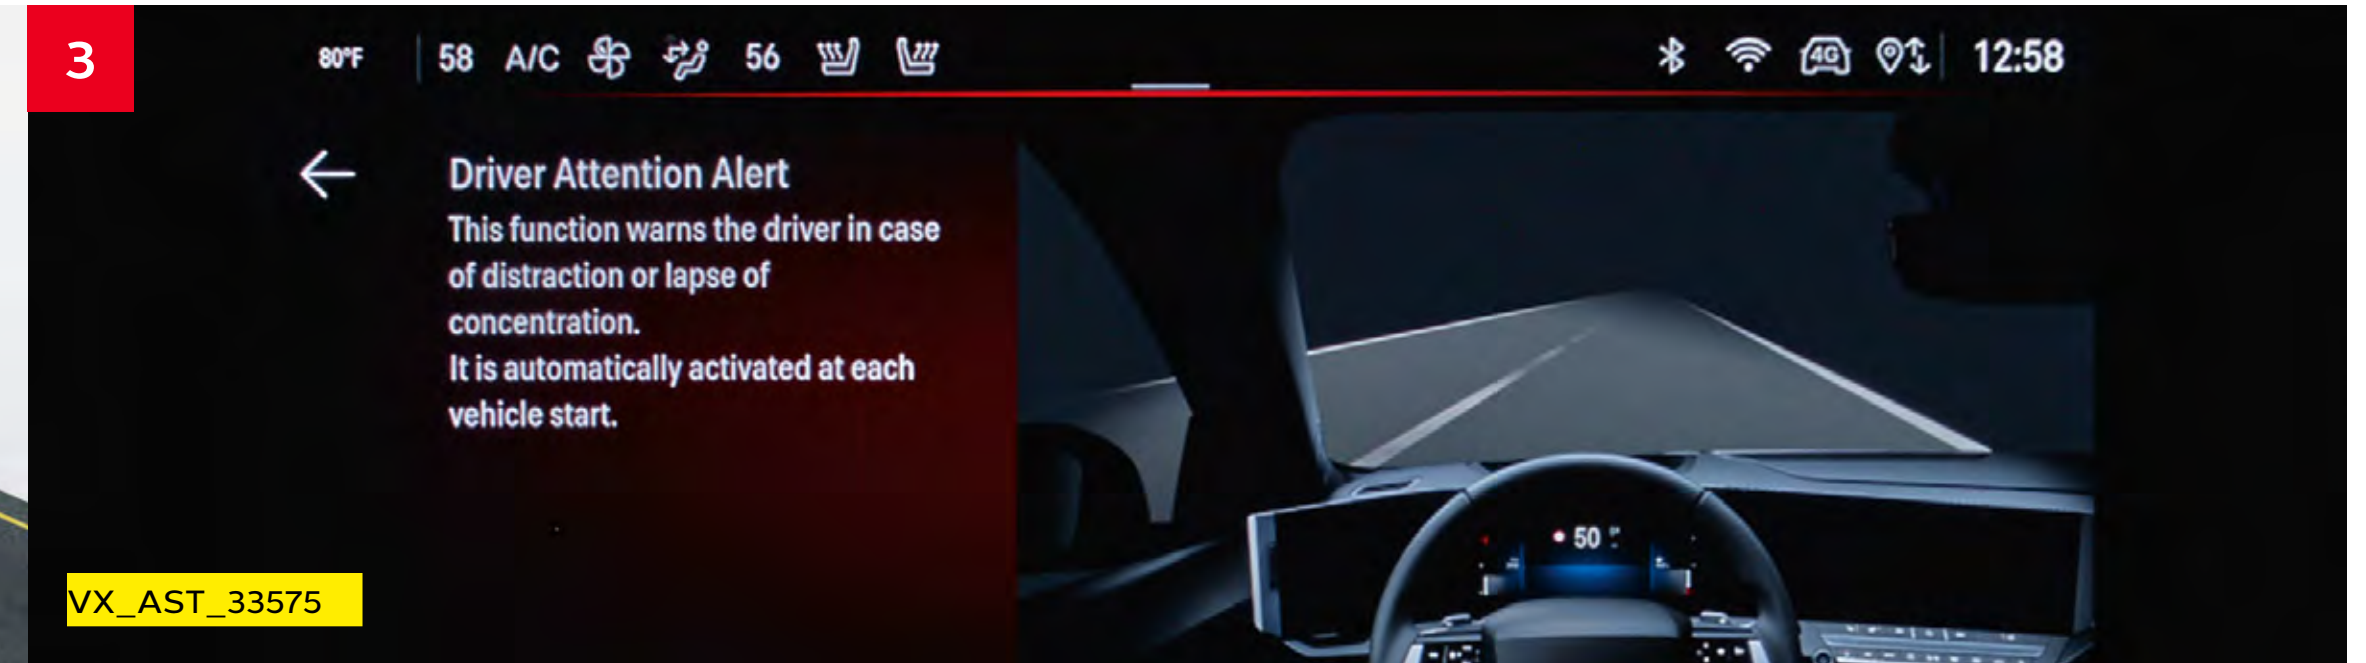 3
80°F 58 A/C 56 4G 12:58
Driver Attention Alert
This function warns the driver in case
of distraction or lapse of
concentration.
It is automatically activated at each
vehicle start.
50
VX_AST_33575